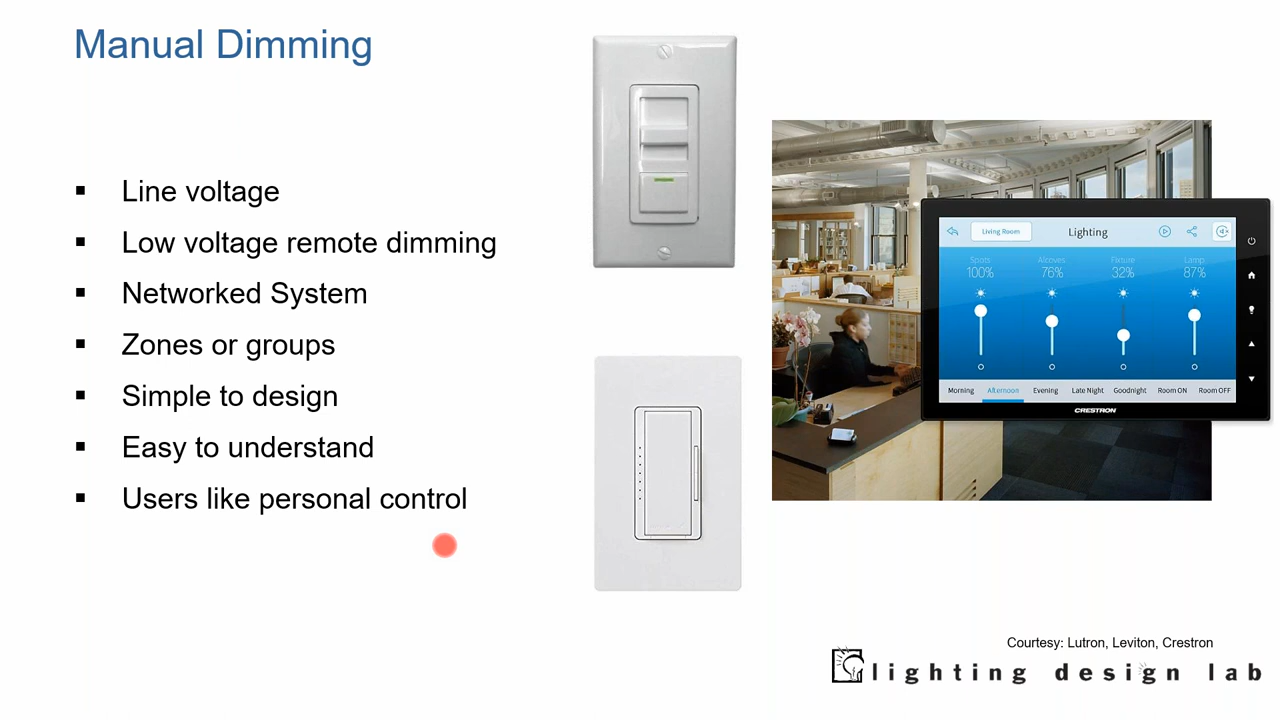 Manual Dimming
▪ Line voltage
▪ Low voltage remote dimming
▪ Networked System
▪ Zones or groups
▪ Simple to design
▪ Easy to understand
▪ Users like personal control
Living Room
Lighting
Spots Alcoves Fixture Lamp
100% 76% 32% 87%
Morning Afternoon Evening Late Night Goodnight Room ON Room OFF
CRESTRON
Courtesy: Lutron, Leviton, Crestron
lighting design lab